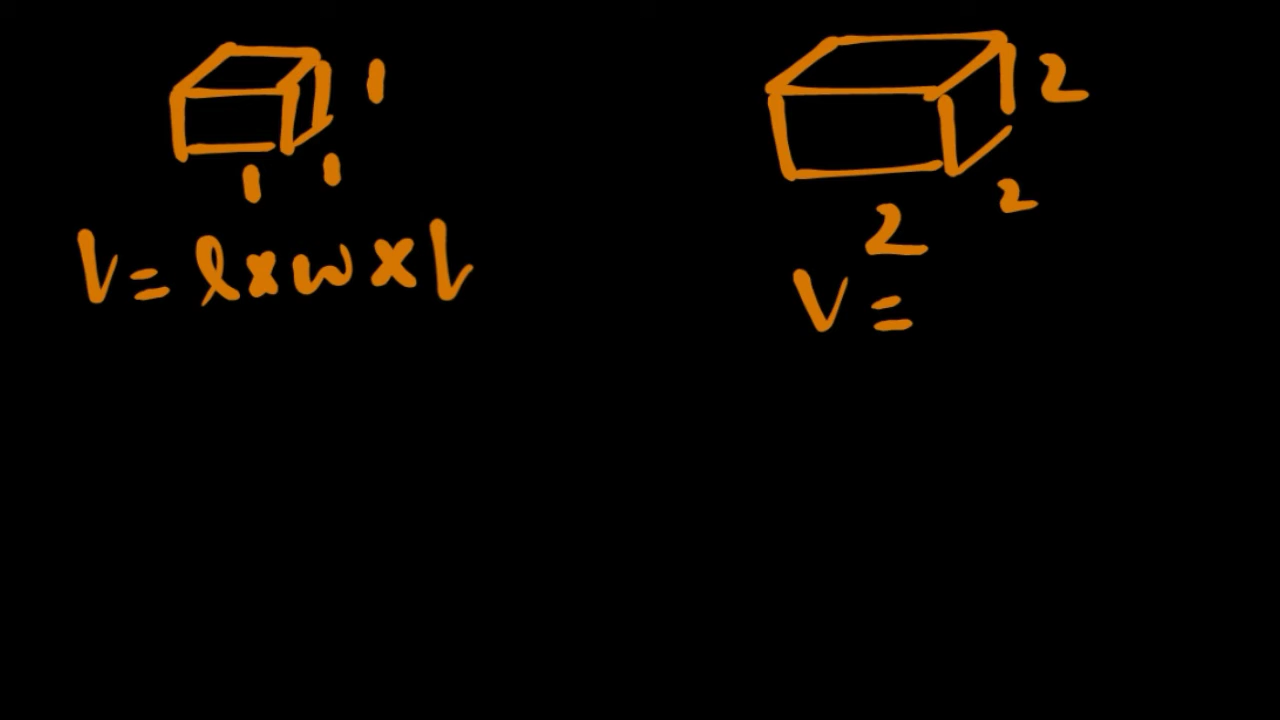 1
1 1
V = l x w x h
2
2
2
V =